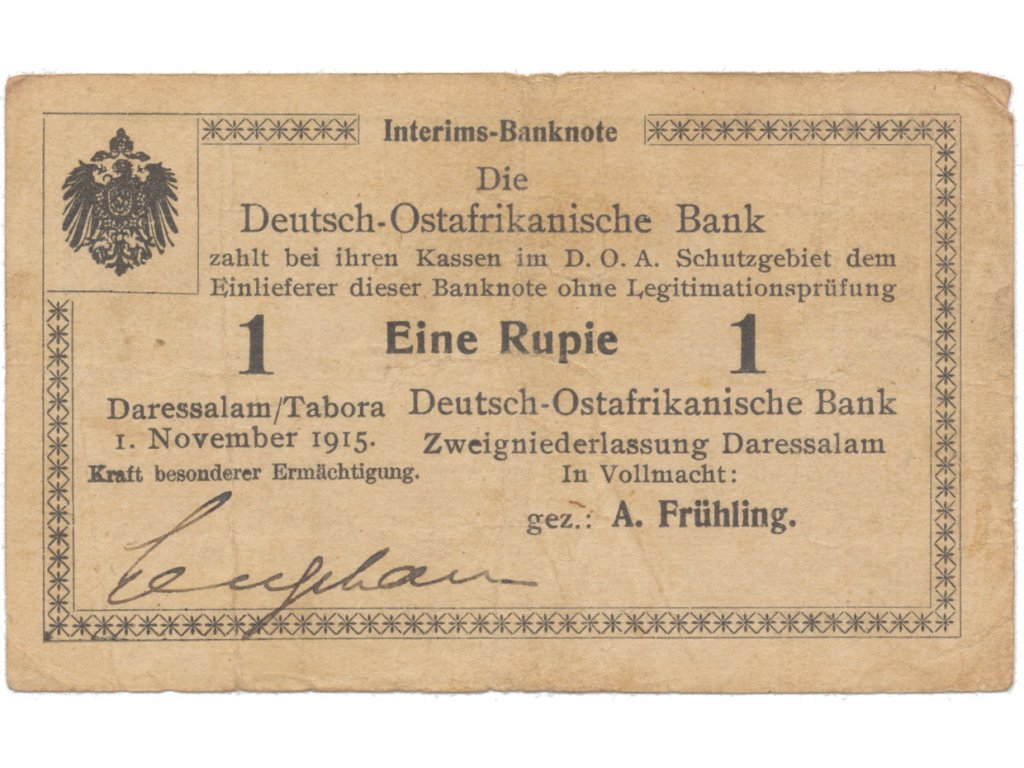 Interims-Banknote
Die
Deutsch-Ostafrikanische Bank
zahlt bei ihren Kassen im D. O. A. Schutzgebiet dem
Einlieferer dieser Banknote ohne Legitimationsprüfung
1 Eine Rupie 1
Daressalam/Tabora
1. November 1915.
Kraft besonderer Ermächtigung.
Deutsch-Ostafrikanische Bank
Zweigniederlassung Daressalam
In Vollmacht:
gez.: A. Frühling.